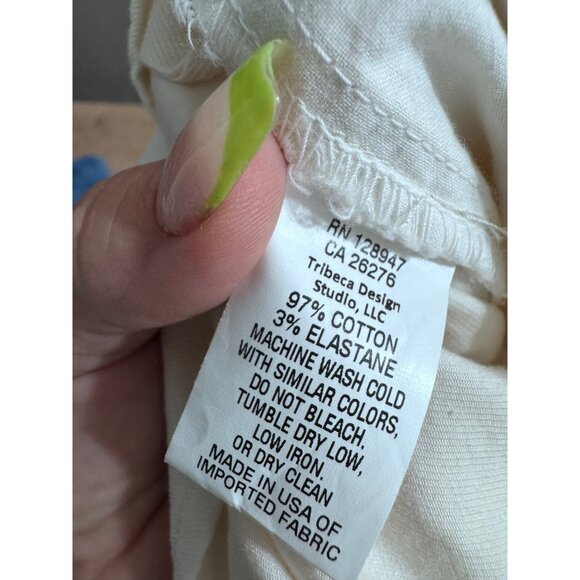 RN 128947
CA 26276
Tribeca Design
Studio, LLC
97% COTTON
3% ELASTANE
MACHINE WASH COLD
WITH SIMILAR COLORS,
DO NOT BLEACH,
TUMBLE DRY LOW,
LOW IRON.
OR DRY CLEAN
MADE IN USA OF
IMPORTED FABRIC